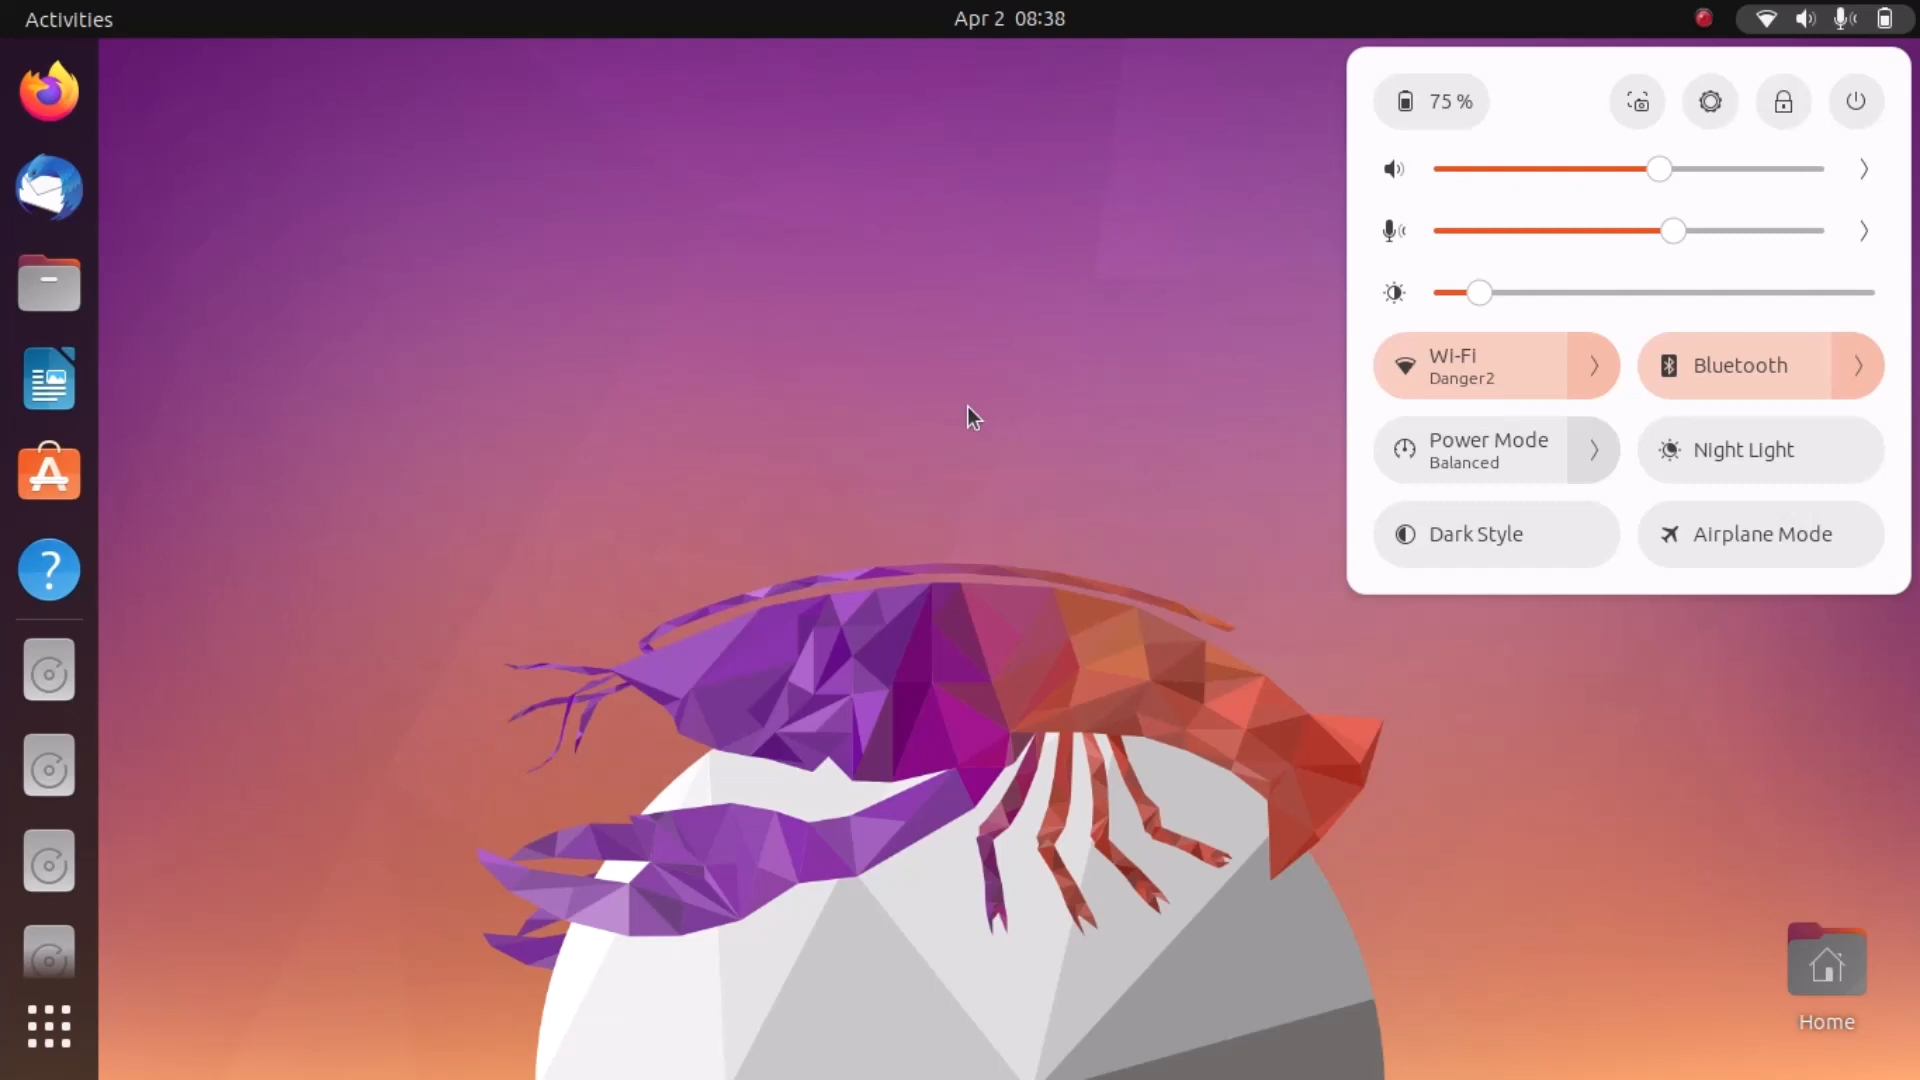 Activities
Apr 2 08:38
75 %
Wi-Fi
Danger2
Bluetooth
Power Mode
Balanced
Night Light
Dark Style
Airplane Mode
Home